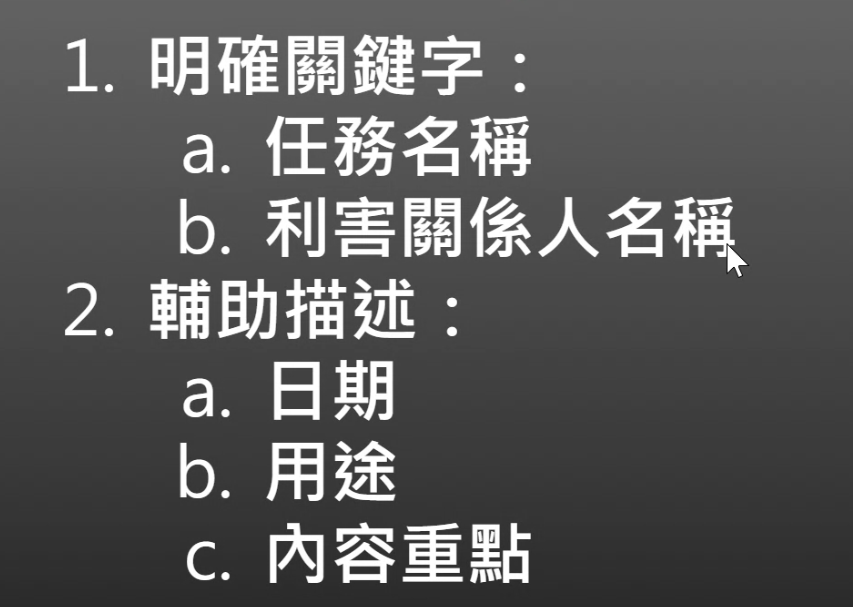 1. 明確關鍵字：
a. 任務名稱
b. 利害關係人名稱
2. 輔助描述：
a. 日期
b. 用途
c. 內容重點